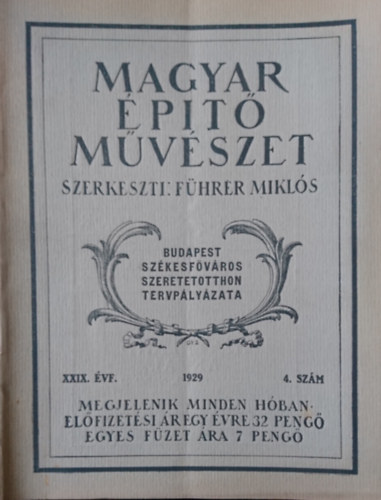 MAGYAR
ÉPITŐ
MŰVÉSZET
SZERKESZTI: FÜHRER MIKLÓS
BUDAPEST
SZÉKESFŐVÁROS
SZERETETOTTHON
TERVPÁLYÁZATA
XXIX. ÉVF. 1929 4. SZÁM
MEGJELENIK MINDEN HÓBAN·
ELŐFIZETÉSI ÁR EGY ÉVRE 32 PENGŐ
EGYES FÜZET ÁRA 7 PENGŐ